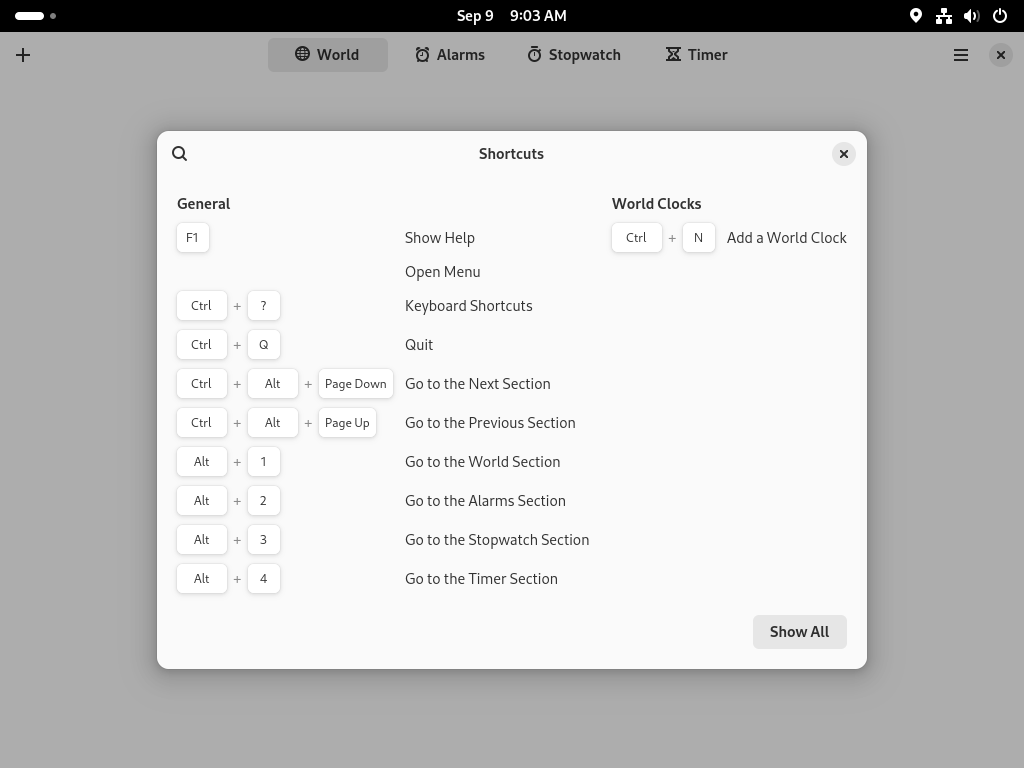 Sep 9 9:03 AM
World Alarms Stopwatch Timer
Shortcuts
General
F1 Show Help
Open Menu
Ctrl + ? Keyboard Shortcuts
Ctrl + Q Quit
Ctrl + Alt + Page Down Go to the Next Section
Ctrl + Alt + Page Up Go to the Previous Section
Alt + 1 Go to the World Section
Alt + 2 Go to the Alarms Section
Alt + 3 Go to the Stopwatch Section
Alt + 4 Go to the Timer Section
World Clocks
Ctrl + N Add a World Clock
Show All